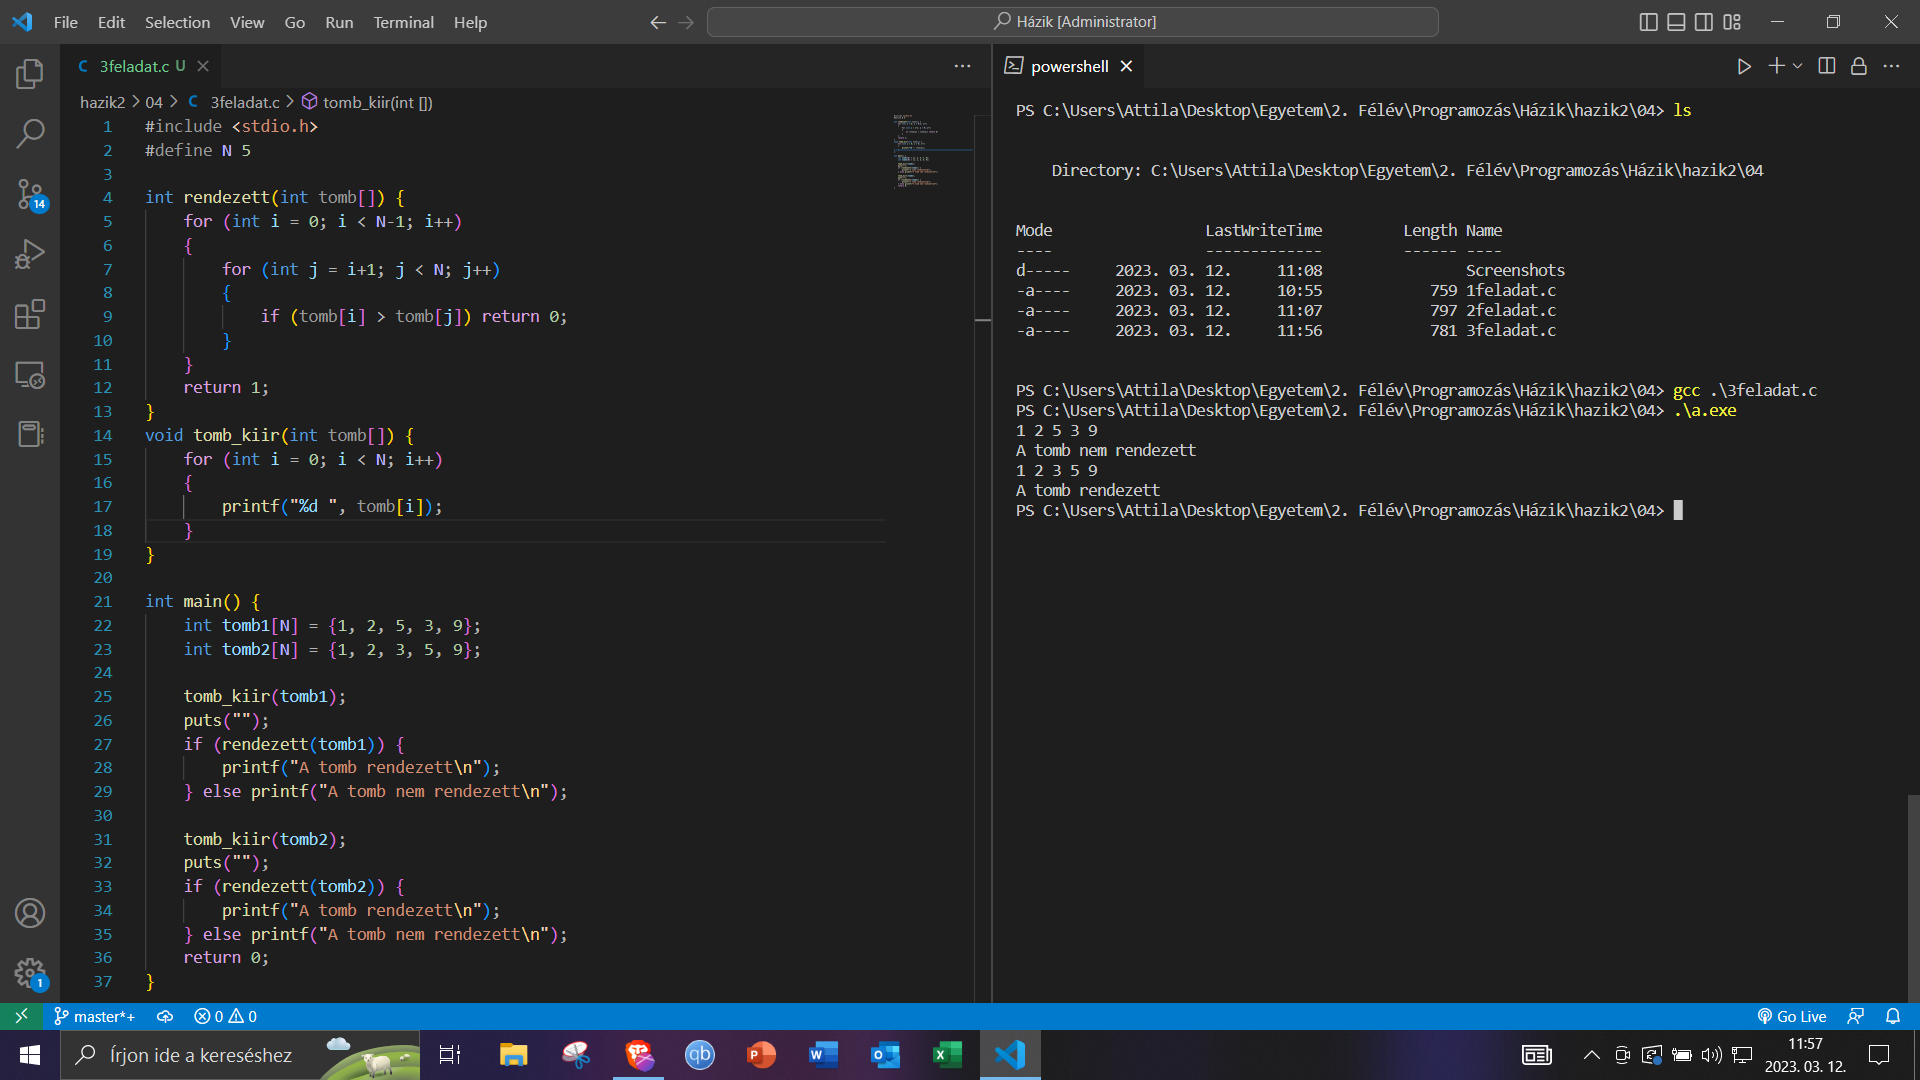 File Edit Selection View Go Run Terminal Help
Házik [Administrator]
3feladat.c U
hazik2 > 04 > C 3feladat.c > tomb_kiir(int [])
1 #include <stdio.h>
2 #define N 5
3
4 int rendezett(int tomb[]) {
5     for (int i = 0; i < N-1; i++)
6     {
7         for (int j = i+1; j < N; j++)
8         {
9             if (tomb[i] > tomb[j]) return 0;
10         }
11     }
12     return 1;
13 }
14 void tomb_kiir(int tomb[]) {
15     for (int i = 0; i < N; i++)
16     {
17         printf("%d ", tomb[i]);
18     }
19 }
20
21 int main() {
22     int tomb1[N] = {1, 2, 5, 3, 9};
23     int tomb2[N] = {1, 2, 3, 5, 9};
24
25     tomb_kiir(tomb1);
26     puts("");
27     if (rendezett(tomb1)) {
28         printf("A tomb rendezett\n");
29     } else printf("A tomb nem rendezett\n");
30
31     tomb_kiir(tomb2);
32     puts("");
33     if (rendezett(tomb2)) {
34         printf("A tomb rendezett\n");
35     } else printf("A tomb nem rendezett\n");
36     return 0;
37 }
powershell
PS C:\Users\Attila\Desktop\Egyetem\2. Félév\Programozás\Házik\hazik2\04> ls
Directory: C:\Users\Attila\Desktop\Egyetem\2. Félév\Programozás\Házik\hazik2\04
Mode LastWriteTime Length Name
---- ------------- ------ ----
d----- 2023. 03. 12. 11:08 Screenshots
-a---- 2023. 03. 12. 10:55 759 1feladat.c
-a---- 2023. 03. 12. 11:07 797 2feladat.c
-a---- 2023. 03. 12. 11:56 781 3feladat.c
PS C:\Users\Attila\Desktop\Egyetem\2. Félév\Programozás\Házik\hazik2\04> gcc .\3feladat.c
PS C:\Users\Attila\Desktop\Egyetem\2. Félév\Programozás\Házik\hazik2\04> .\a.exe
1 2 5 3 9
A tomb nem rendezett
1 2 3 5 9
A tomb rendezett
PS C:\Users\Attila\Desktop\Egyetem\2. Félév\Programozás\Házik\hazik2\04>
14
1
master*+ 0 0
Go Live
Írjon ide a kereséshez
qb
P
W
O
X
11:57
2023. 03. 12.